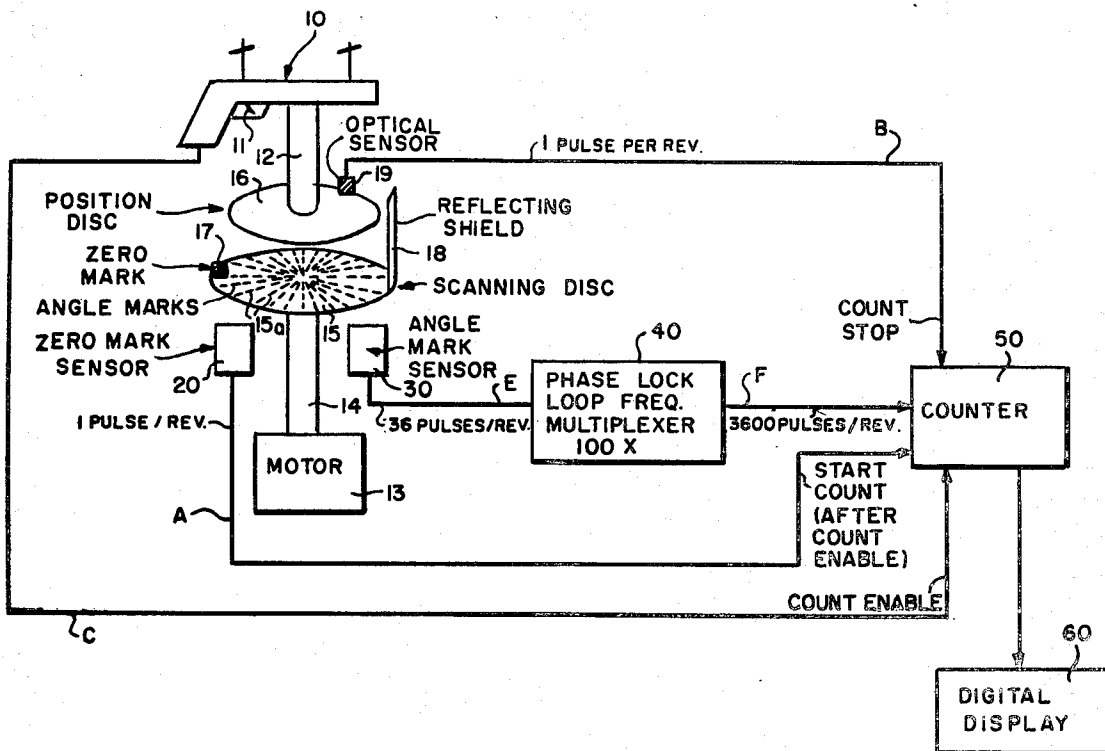 10
11
12
OPTICAL
SENSOR
19
1 PULSE PER REV.
B
16
POSITION
DISC
REFLECTING
SHIELD
17
18
ZERO
MARK
SCANNING DISC
ANGLE MARKS
15a
15
ZERO MARK
SENSOR
20
ANGLE
MARK
SENSOR
30
COUNT
STOP
40
50
14
E
PHASE LOCK
LOOP FREQ.
MULTIPLEXER
100 X
F
COUNTER
1 PULSE/REV.
36 PULSES/REV.
3600 PULSES/REV.
MOTOR
13
START
COUNT
(AFTER
COUNT
ENABLE)
A
COUNT ENABLE
C
60
DIGITAL
DISPLAY